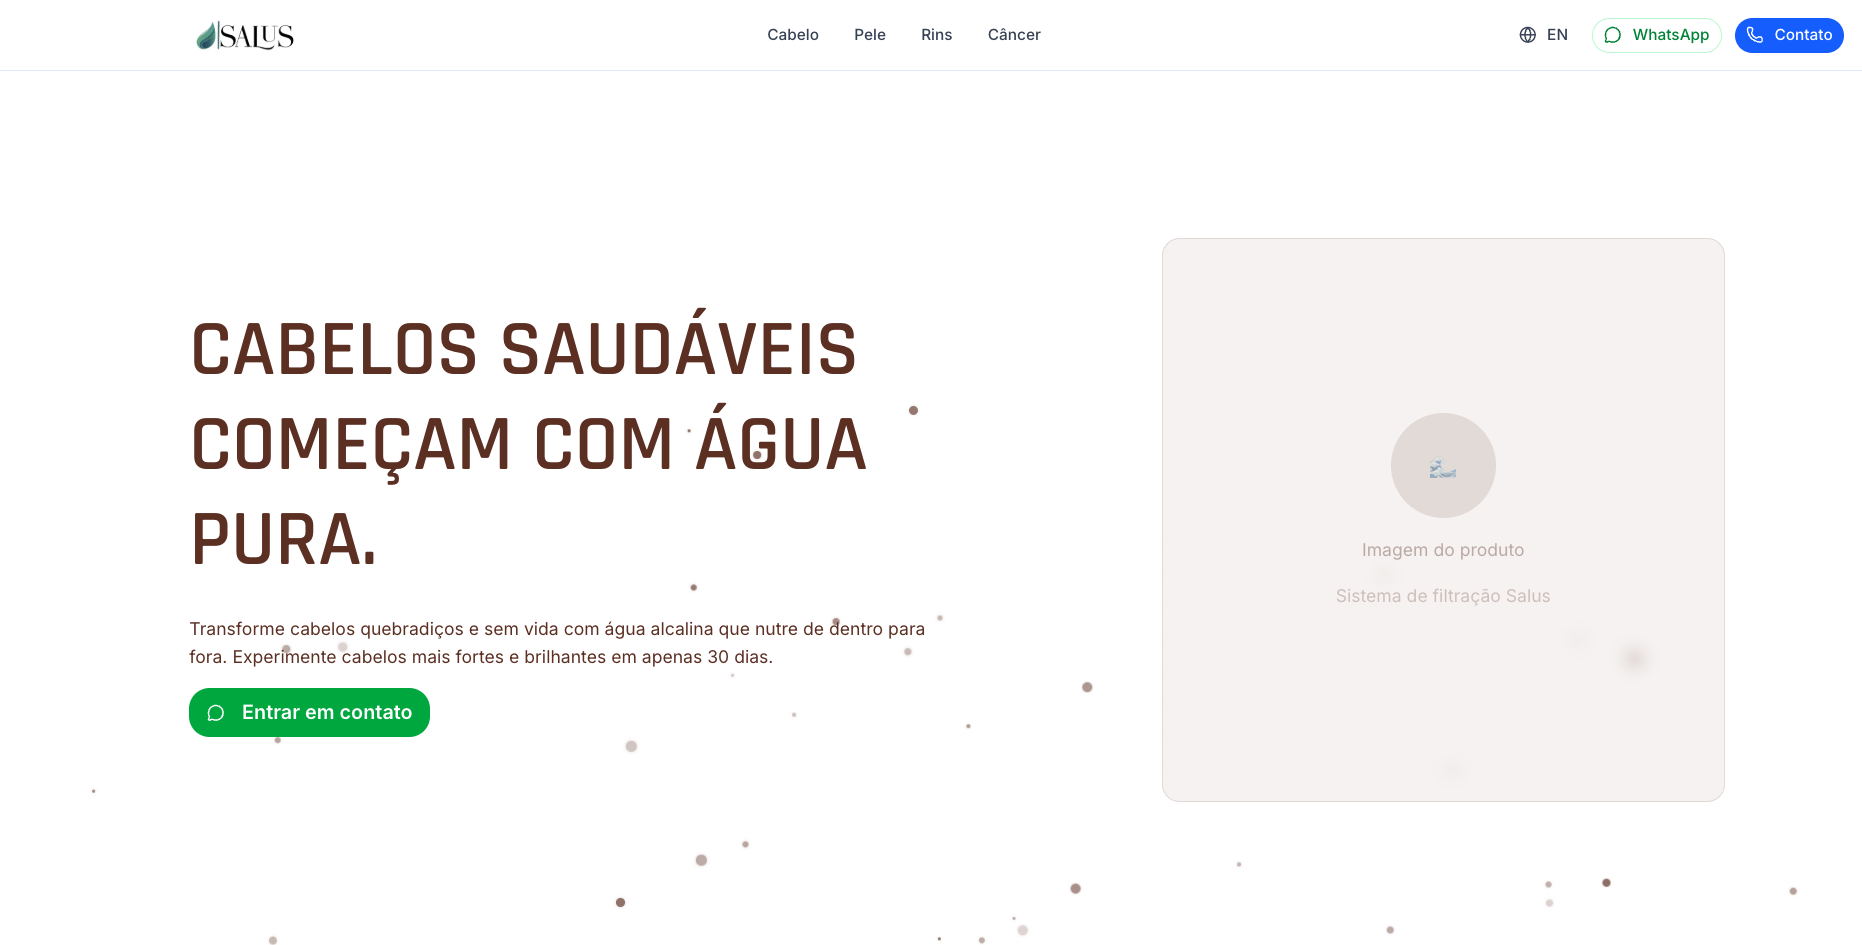 SALUS
Cabelo
Pele
Rins
Câncer
EN
WhatsApp
Contato
CABELOS SAUDÁVEIS
COMEÇAM COM ÁGUA
PURA.
Transforme cabelos quebradiços e sem vida com água alcalina que nutre de dentro para
fora. Experimente cabelos mais fortes e brilhantes em apenas 30 dias.
Entrar em contato
Imagem do produto
Sistema de filtração Salus